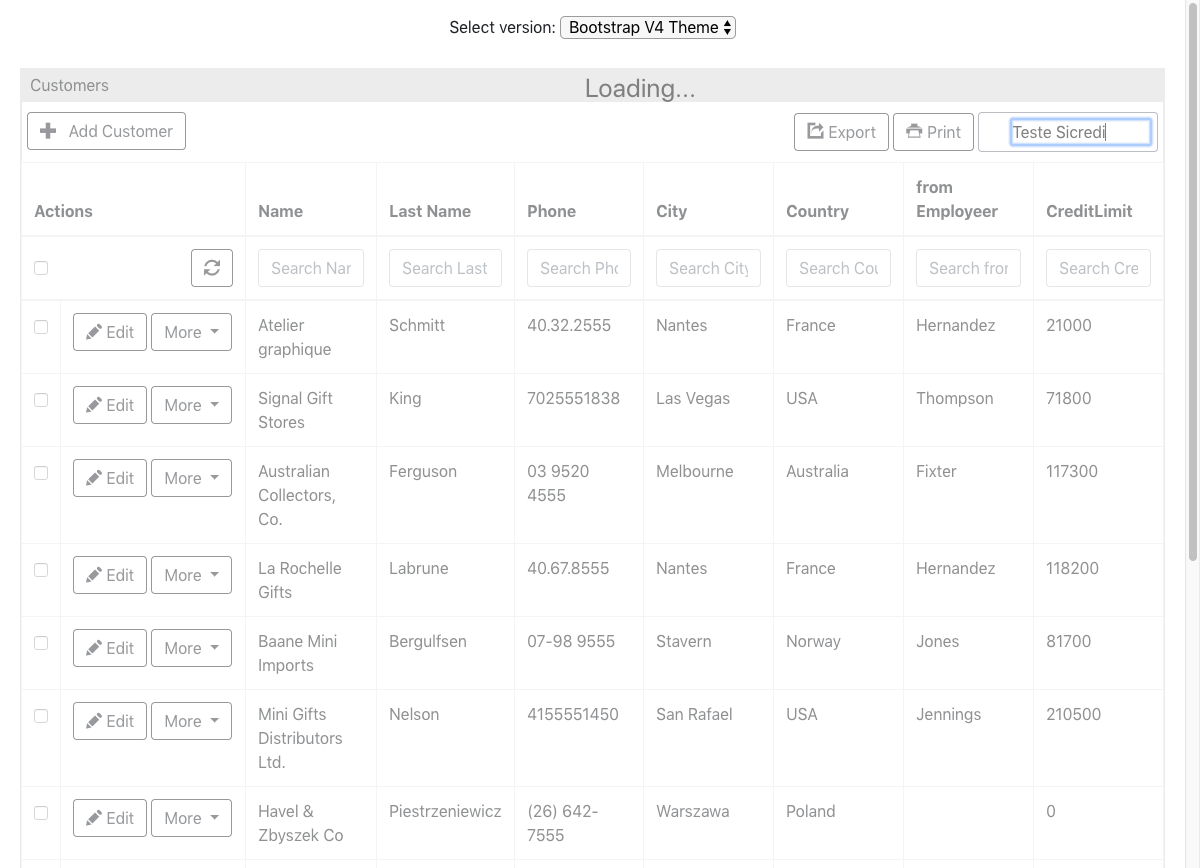 Select version: Bootstrap V4 Theme
Customers
Loading...
Add Customer Export Print Teste Sicredi
Actions Name Last Name Phone City Country from Employeer CreditLimit
Search Nar Search Last Search Pho Search City Search Cou Search fror Search Cre
Edit More Atelier graphique Schmitt 40.32.2555 Nantes France Hernandez 21000
Edit More Signal Gift Stores King 7025551838 Las Vegas USA Thompson 71800
Edit More Australian Collectors, Co. Ferguson 03 9520 4555 Melbourne Australia Fixter 117300
Edit More La Rochelle Gifts Labrune 40.67.8555 Nantes France Hernandez 118200
Edit More Baane Mini Imports Bergulfsen 07-98 9555 Stavern Norway Jones 81700
Edit More Mini Gifts Distributors Ltd. Nelson 4155551450 San Rafael USA Jennings 210500
Edit More Havel & Zbyszek Co Piestrzeniewicz (26) 642-7555 Warszawa Poland 0